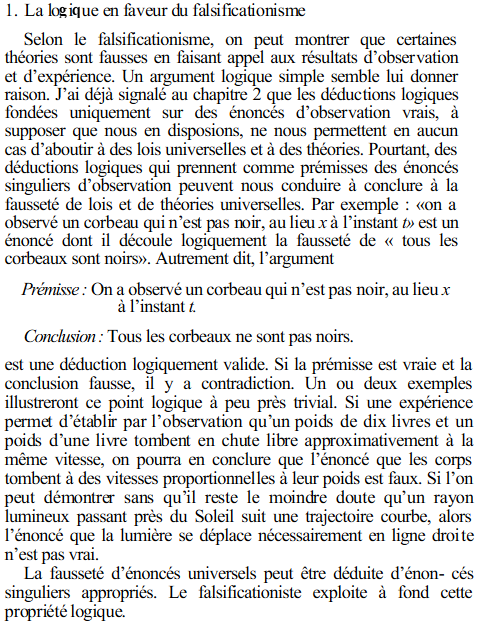 1. La logique en faveur du falsificationisme
Selon le falsificationisme, on peut montrer que certaines
théories sont fausses en faisant appel aux résultats d’observation
et d’expérience. Un argument logique simple semble lui donner
raison. J’ai déjà signalé au chapitre 2 que les déductions logiques
fondées uniquement sur des énoncés d’observation vrais, à
supposer que nous en disposions, ne nous permettent en aucun
cas d’aboutir à des lois universelles et à des théories. Pourtant, des
déductions logiques qui prennent comme prémisses des énoncés
singuliers d’observation peuvent nous conduire à conclure à la
fausseté de lois et de théories universelles. Par exemple : «on a
observé un corbeau qui n’est pas noir, au lieu x à l’instant t» est un
énoncé dont il découle logiquement la fausseté de « tous les
corbeaux sont noirs». Autrement dit, l’argument
Prémisse : On a observé un corbeau qui n’est pas noir, au lieu x
à l’instant t.
Conclusion : Tous les corbeaux ne sont pas noirs.
est une déduction logiquement valide. Si la prémisse est vraie et la
conclusion fausse, il y a contradiction. Un ou deux exemples
illustreront ce point logique à peu près trivial. Si une expérience
permet d’établir par l’observation qu’un poids de dix livres et un
poids d’une livre tombent en chute libre approximativement à la
même vitesse, on pourra en conclure que l’énoncé que les corps
tombent à des vitesses proportionnelles à leur poids est faux. Si l’on
peut démontrer sans qu’il reste le moindre doute qu’un rayon
lumineux passant près du Soleil suit une trajectoire courbe, alors
l’énoncé que la lumière se déplace nécessairement en ligne droite
n’est pas vrai.
La fausseté d’énoncés universels peut être déduite d’énon- cés
singuliers appropriés. Le falsificationiste exploite à fond cette
propriété logique.